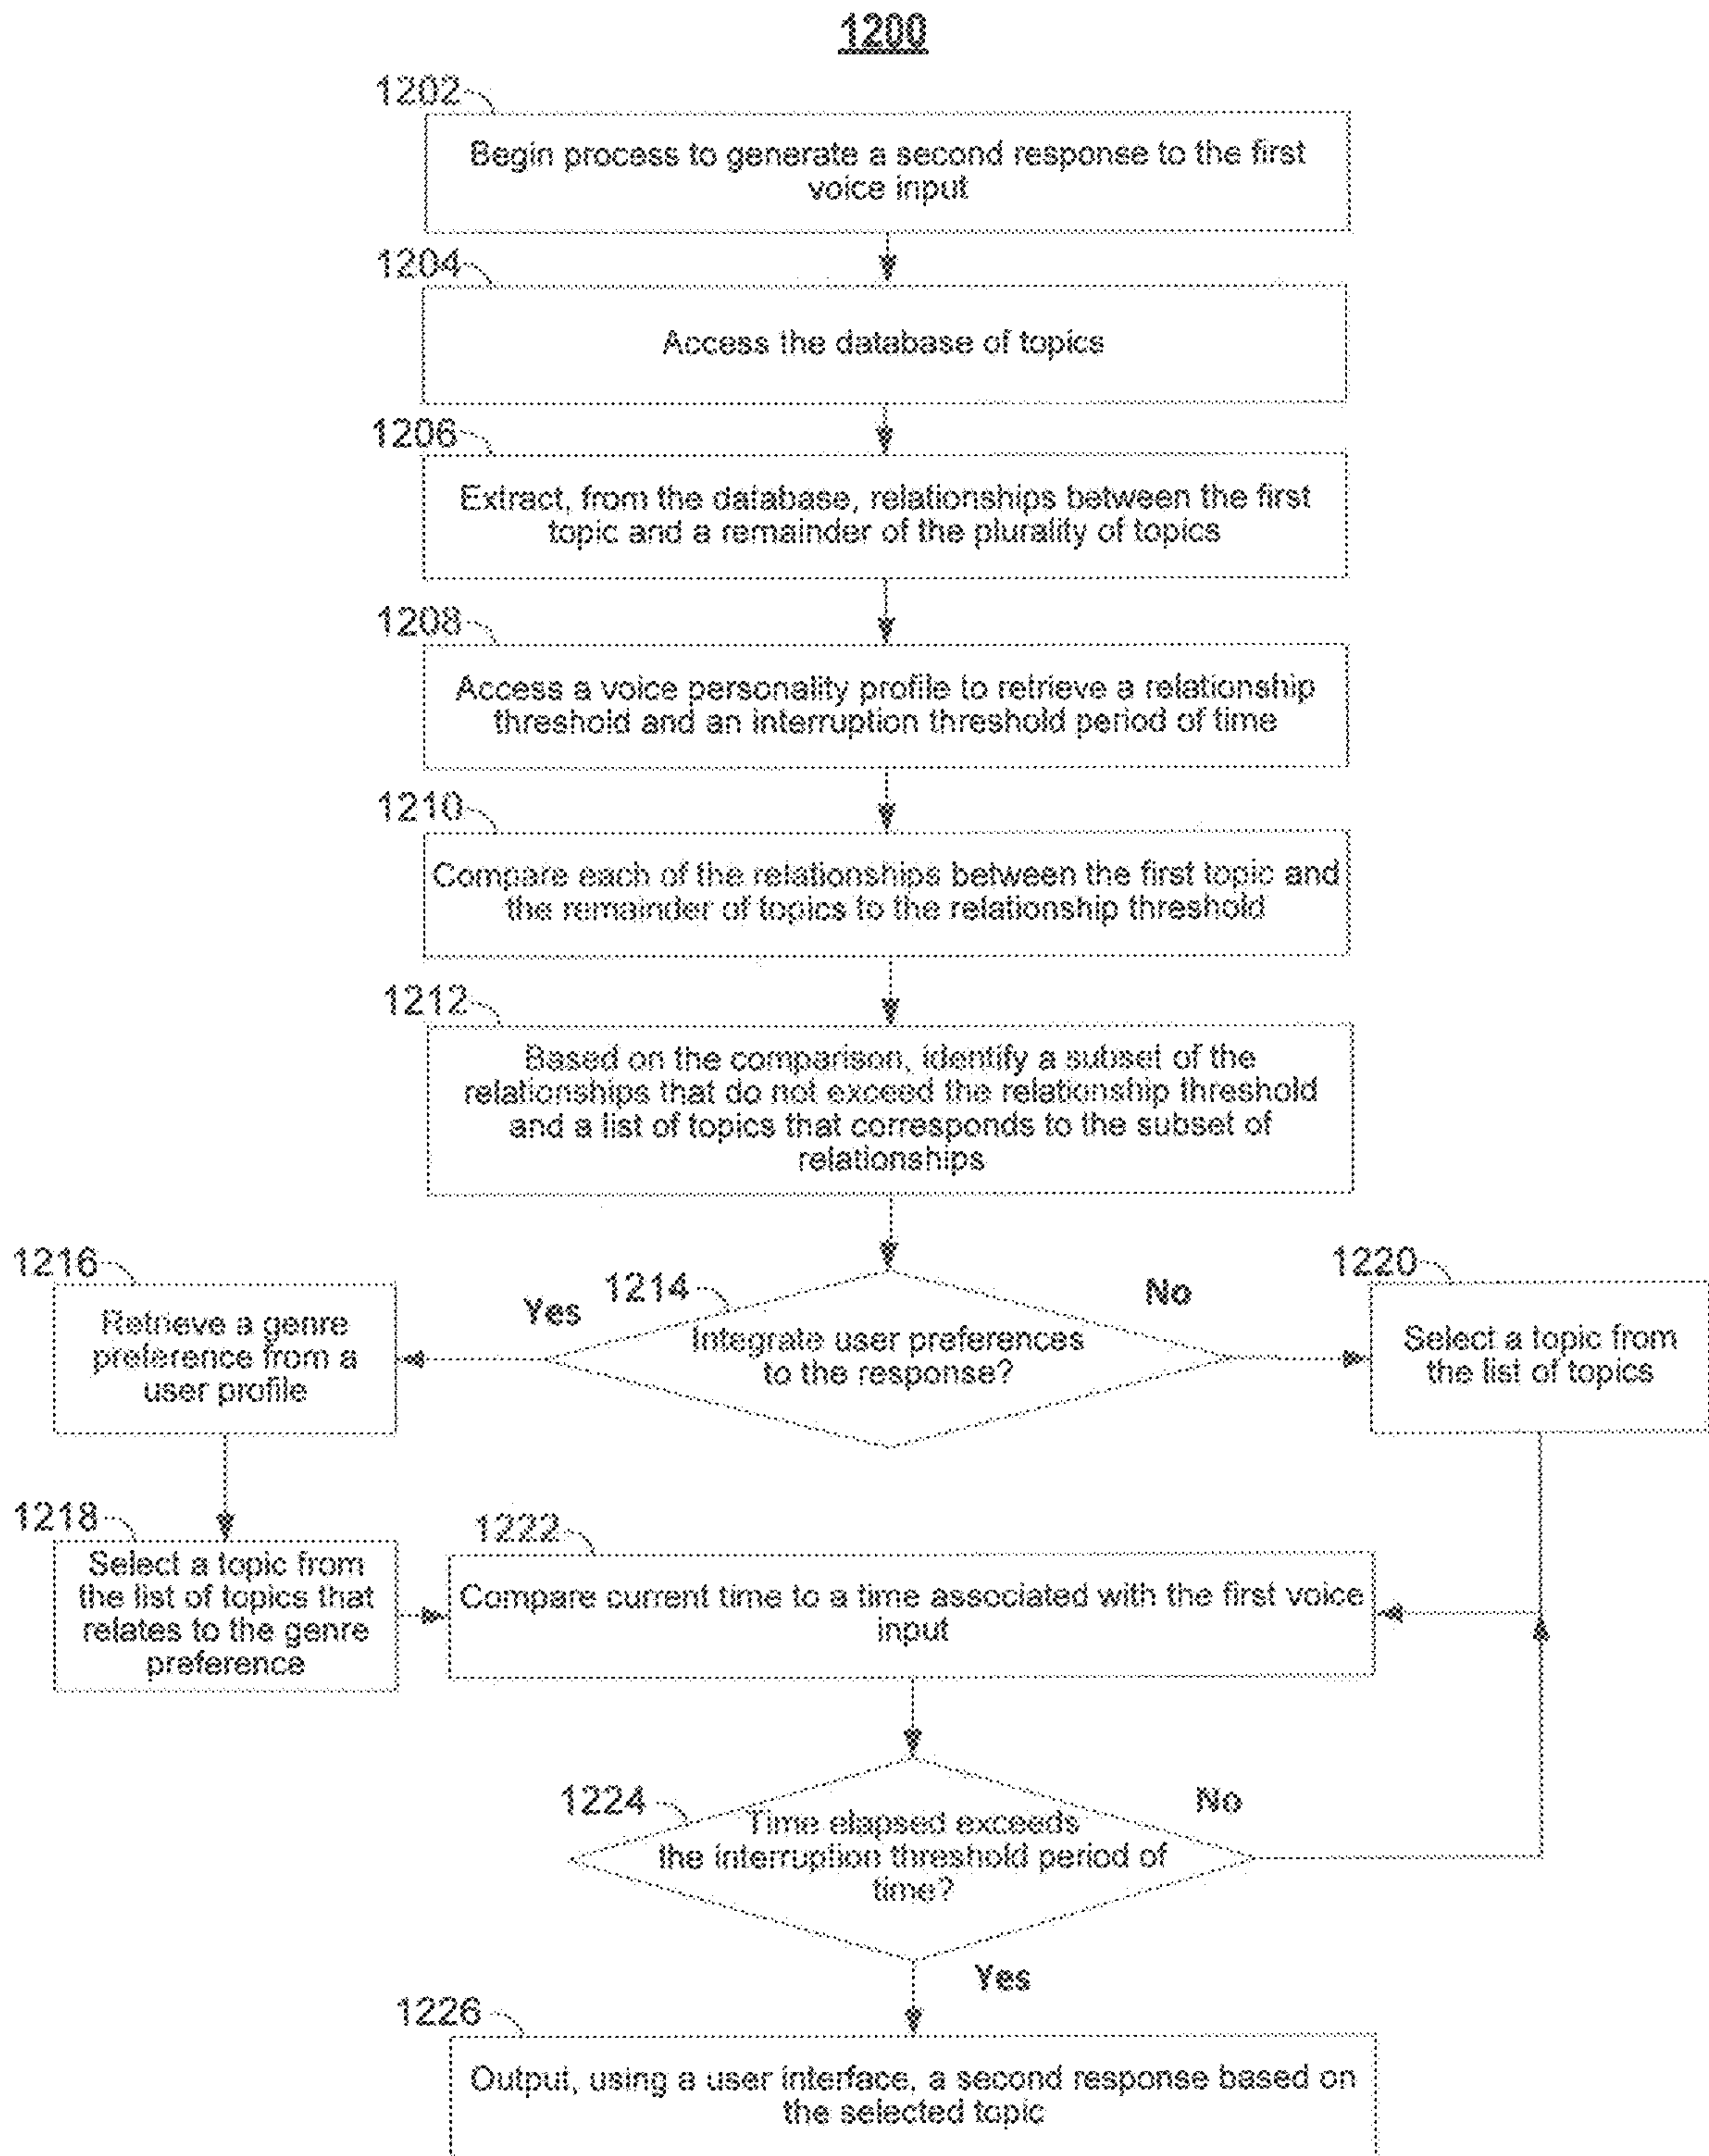 1200
1202
Begin process to generate a second response to the first
voice input
1204
Access the database of topics
1206
Extract, from the database, relationships between the first
topic and a remainder of the plurality of topics
1208
Access a voice personality profile to retrieve a relationship
threshold and an interruption threshold period of time
1210
Compare each of the relationships between the first topic and
the remainder of topics to the relationship threshold
1212
Based on the comparison, identify a subset of the
relationships that do not exceed the relationship threshold
and a list of topics that corresponds to the subset of
relationships
1214
Integrate user preferences
to the response?
Yes
No
1216
Retrieve a genre
preference from a
user profile
1220
Select a topic from
the list of topics
1218
Select a topic from
the list of topics that
relates to the genre
preference
1222
Compare current time to a time associated with the first voice
input
1224
Time elapsed exceeds
the interruption threshold period of
time?
No
Yes
1226
Output, using a user interface, a second response based on
the selected topic